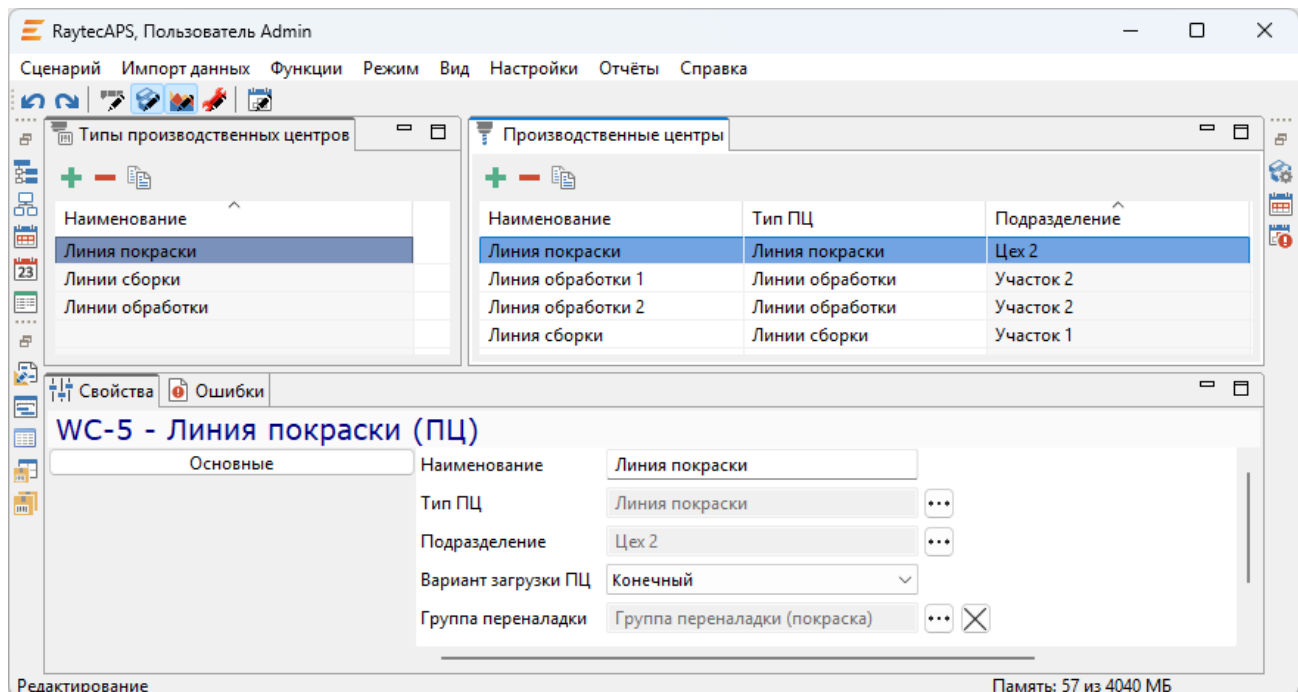 RaytecAPS, Пользователь Admin
Сценарий Импорт данных Функции Режим Вид Настройки Отчёты Справка
Типы производственных центров
Наименование
Линия покраски
Линии сборки
Линии обработки
Производственные центры
Наименование Тип ПЦ Подразделение
Линия покраски Линия покраски Цех 2
Линия обработки 1 Линии обработки Участок 2
Линия обработки 2 Линии обработки Участок 2
Линия сборки Линии сборки Участок 1
23
Свойства Ошибки
WC-5 - Линия покраски (ПЦ)
Основные
Наименование Линия покраски
Тип ПЦ Линия покраски
Подразделение Цех 2
Вариант загрузки ПЦ Конечный
Группа переналадки Группа переналадки (покраска)
Редактирование Память: 57 из 4040 МБ